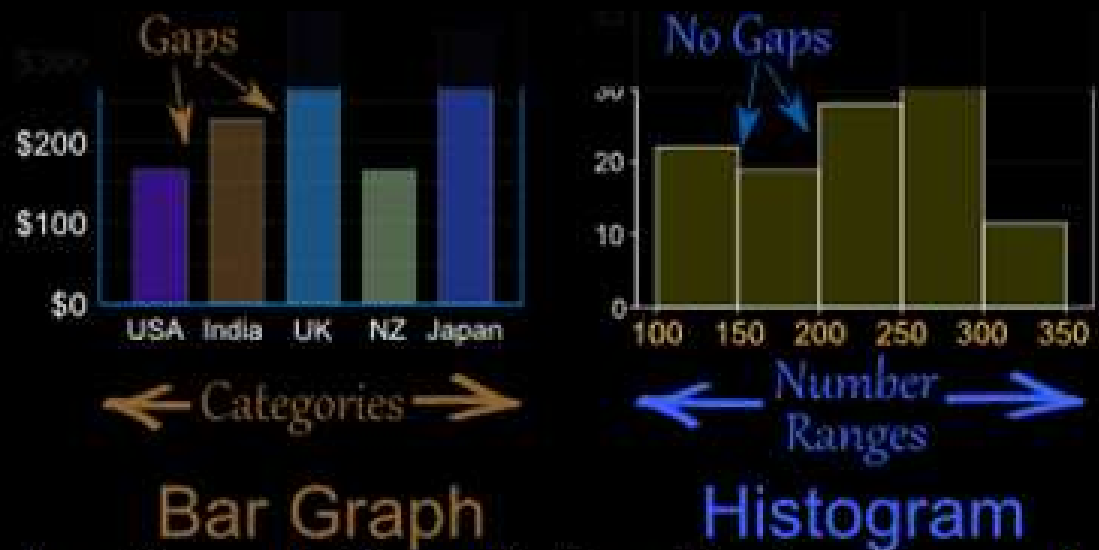 Gaps
$200
$100
$0
USA India UK NZ Japan
Categories
Bar Graph
No Gaps
30
20
10
0
100 150 200 250 300 350
Number
Ranges
Histogram